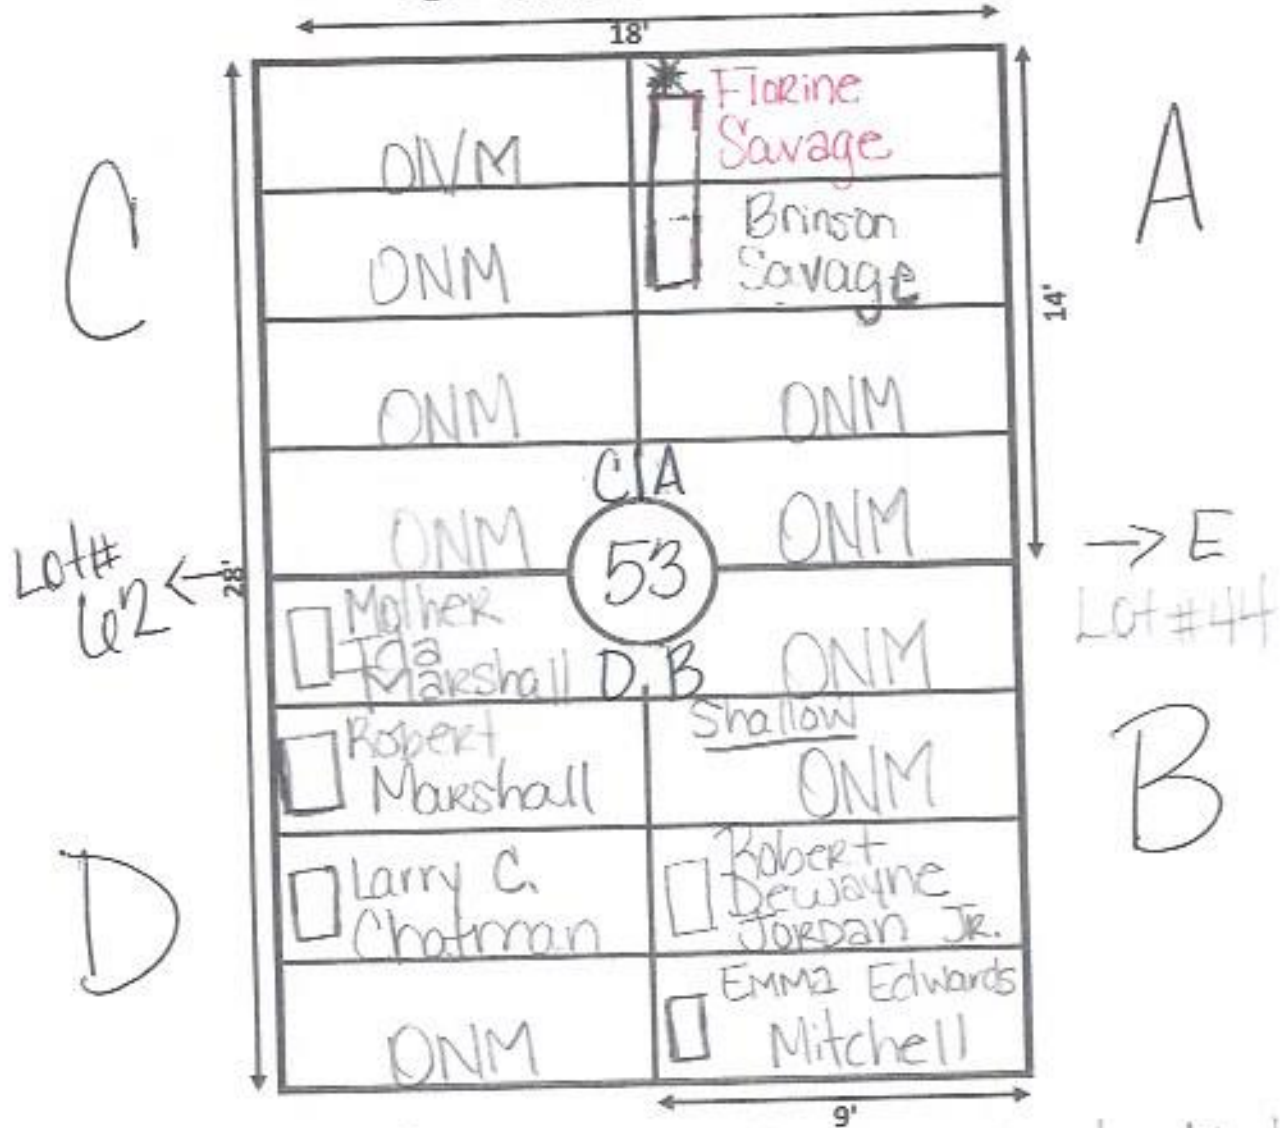 18'
C
ONM
Florine
Savage
A
ONM
Brinson
Savage
14'
ONM
ONM
C A
ONM
ONM
53
Lot#
62
28'
E
Lot #44
Mother
Ida
Marshall
D B
ONM
Robert
Marshall
Shallow
ONM
B
D
Larry C.
Chatman
Robert
Dewayne
Jordan Jr.
ONM
Emma Edwards
Mitchell
9'